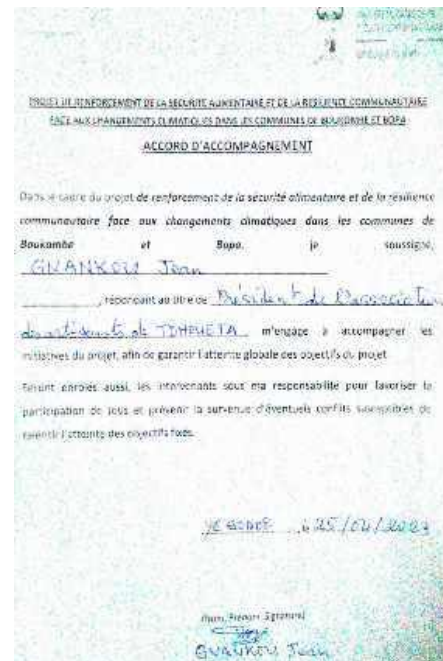 PROJET DE RENFORCEMENT DE LA SECURITE ALIMENTAIRE ET DE LA RESILIENCE COMMUNAUTAIRE
FACE AUX CHANGEMENTS CLIMATIQUES DANS LES COMMUNES DE BOUKOMBE ET BOPA
ACCORD D'ACCOMPAGNEMENT
Dans le cadre du projet de renforcement de la sécurité alimentaire et de la resilience
communautaire face aux changements climatiques dans les communes de
Boukombe et Bopa, je soussigné,
GNANKOU Jean
, répondant au titre de Président de l'association
de m'engage à accompagner les
initiatives du projet, afin de garantir l'atteinte globale des objectifs du projet
Seront enrôlés aussi, les intervenants sous ma responsabilité pour favoriser la
participation de tous et prévenir la survenue d'éventuels conflits susceptibles de
ralentir l'atteinte des objectifs fixés.
25/04/2023
(Nom, Prénom, Signature)
GNANKOU Jean